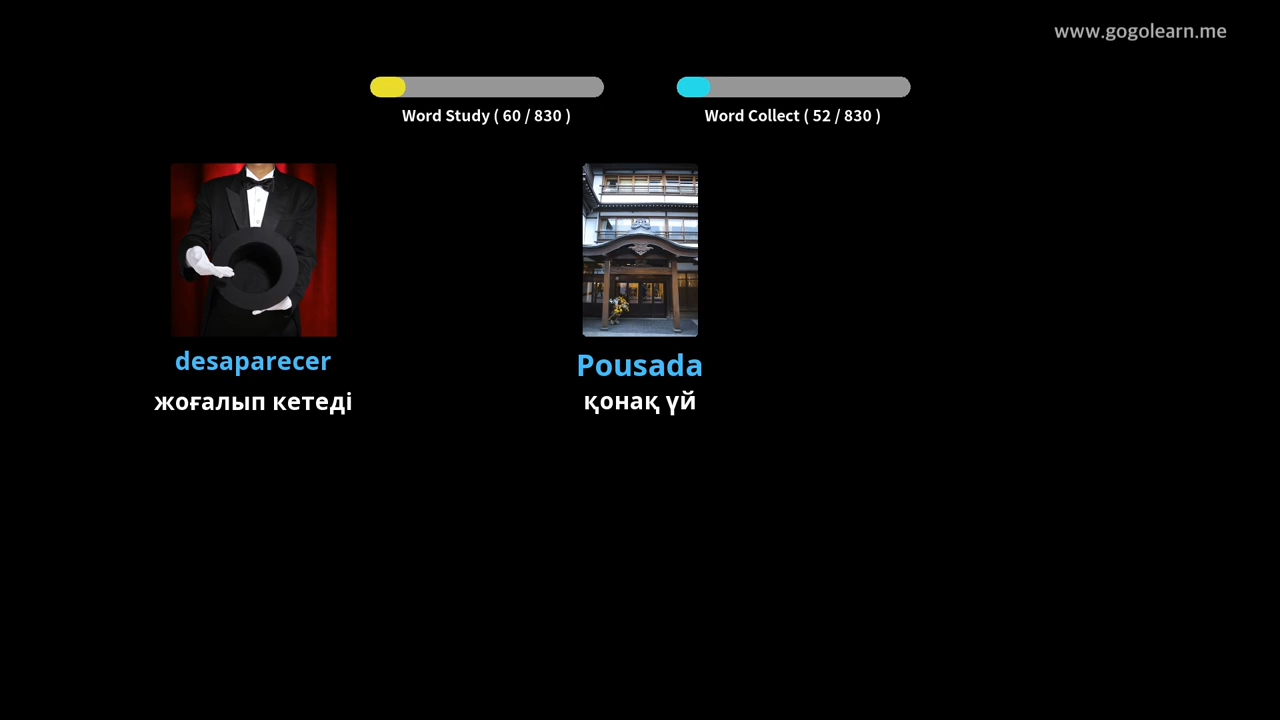 www.gogolearn.me
Word Study ( 60 / 830 )
Word Collect ( 52 / 830 )
desaparecer
жоғалып кетеді
Pousada
қонақ үй